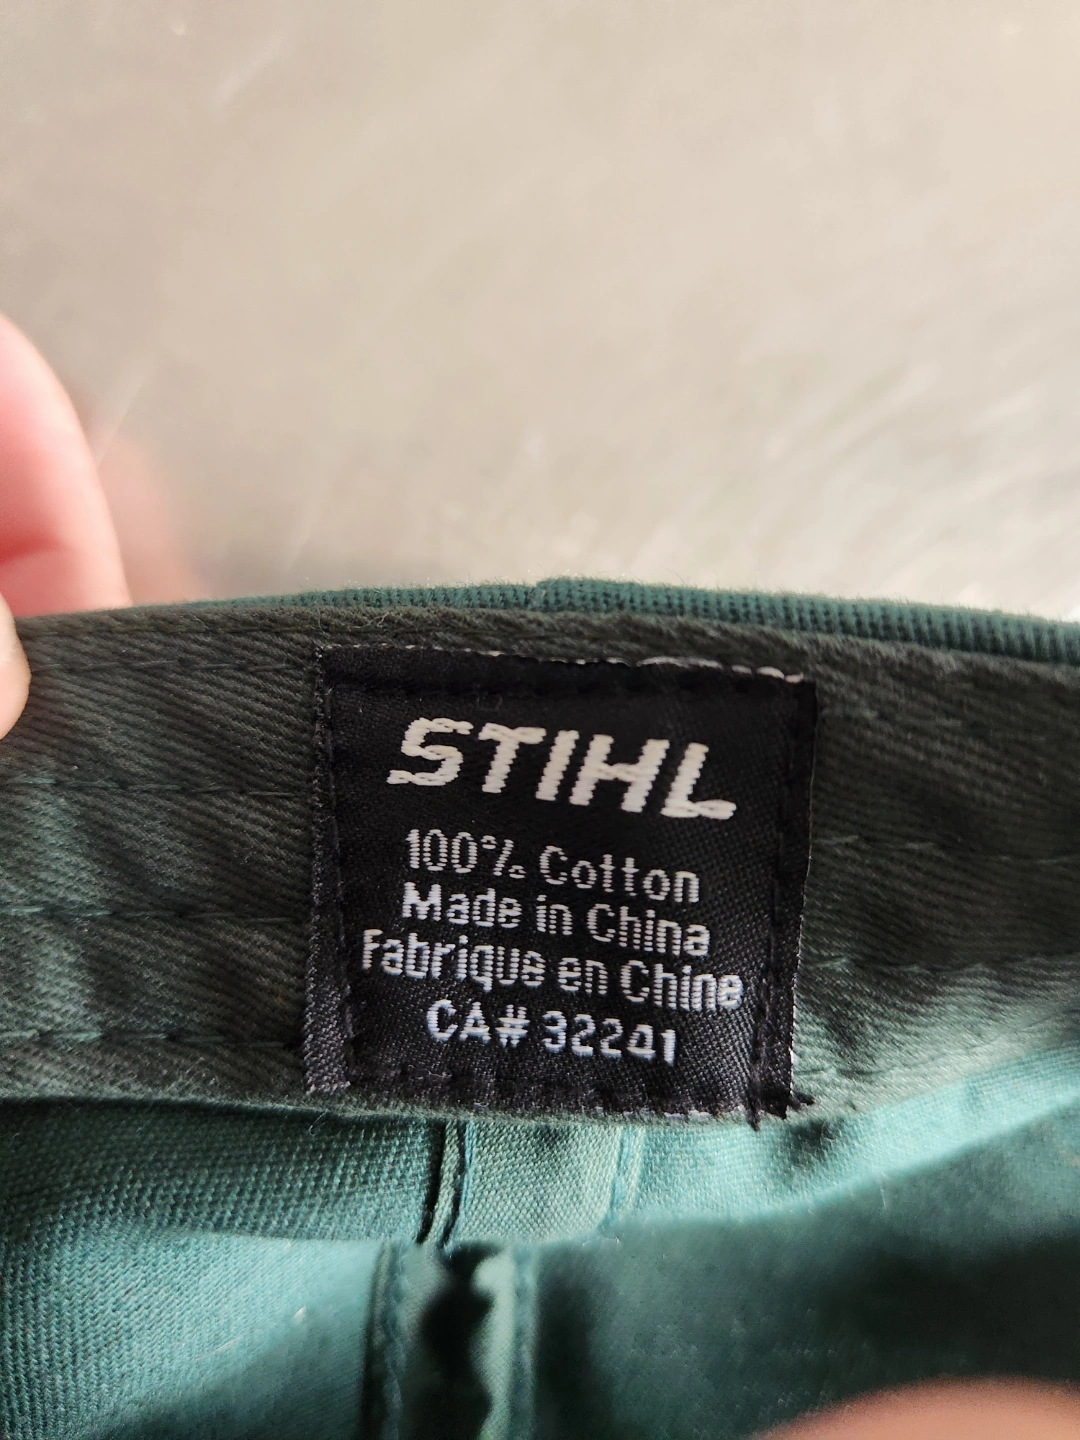 STIHL
100% Cotton
Made in China
Fabrique en Chine
CA# 32241